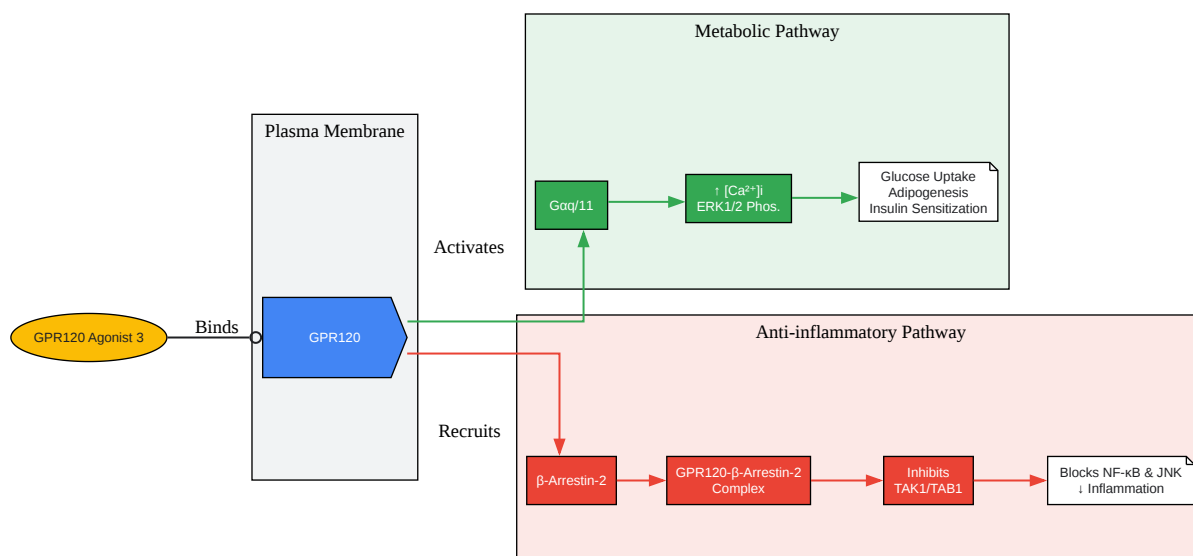 Metabolic Pathway
Plasma Membrane
Gαq/11
↑ [Ca²⁺]i
ERK1/2 Phos.
Glucose Uptake
Adipogenesis
Insulin Sensitization
Activates
GPR120 Agonist 3
Binds
GPR120
Anti-inflammatory Pathway
Recruits
β-Arrestin-2
GPR120-β-Arrestin-2
Complex
Inhibits
TAK1/TAB1
Blocks NF-κB & JNK
↓ Inflammation